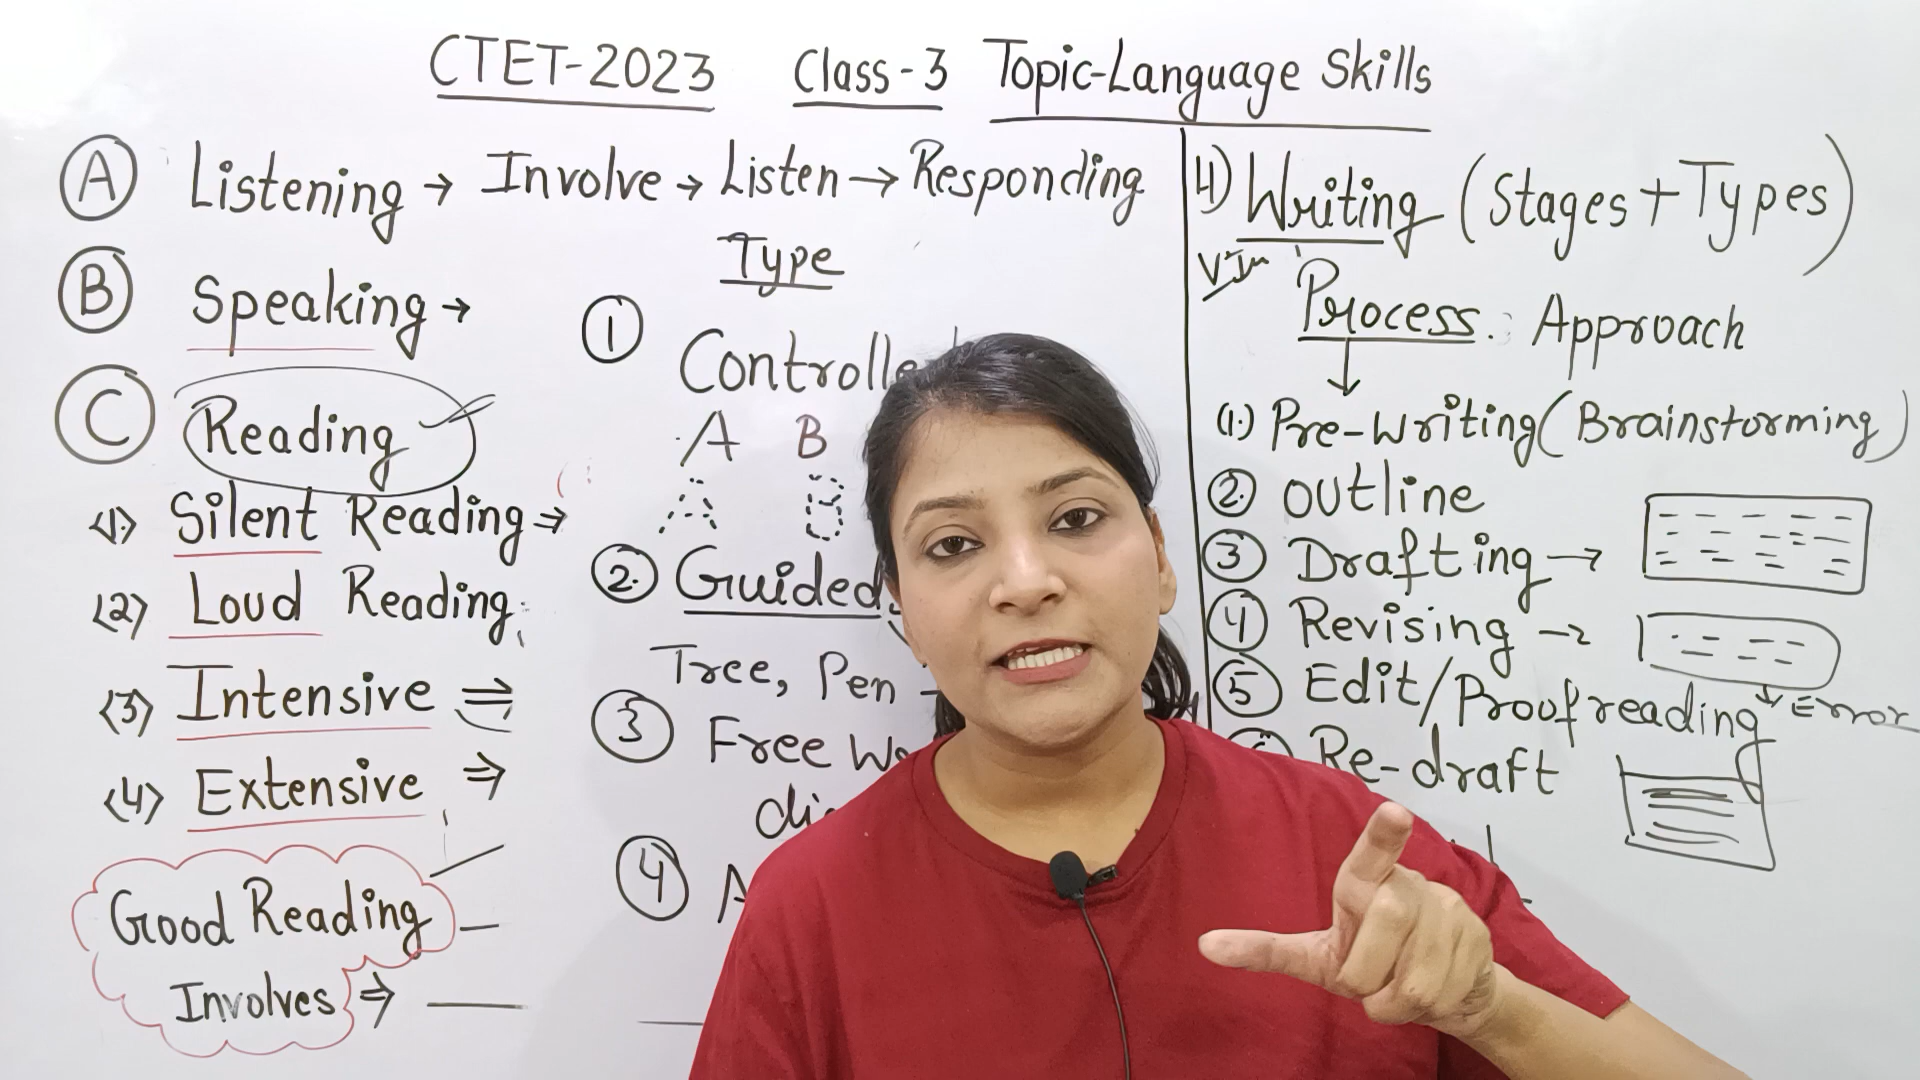 CTET-2023 Class-3 Topic-Language Skills
A Listening → Involve → Listen → Responding
B Speaking →
C Reading
<1> Silent Reading ⇒
<2> Loud Reading
<3> Intensive ⇒
<4> Extensive ⇒
Good Reading
Involves ⇒
Type
1
A B
A B
2. Guided
Tree, Pen
3 Free
4 A
4) Writing (Stages + Types)
V Im
Process. Approach
(1.) Pre-Writing (Brainstorming)
2. outline
3 Drafting →
4 Revising →
5 Edit/Proofreading → Error
Re-draft